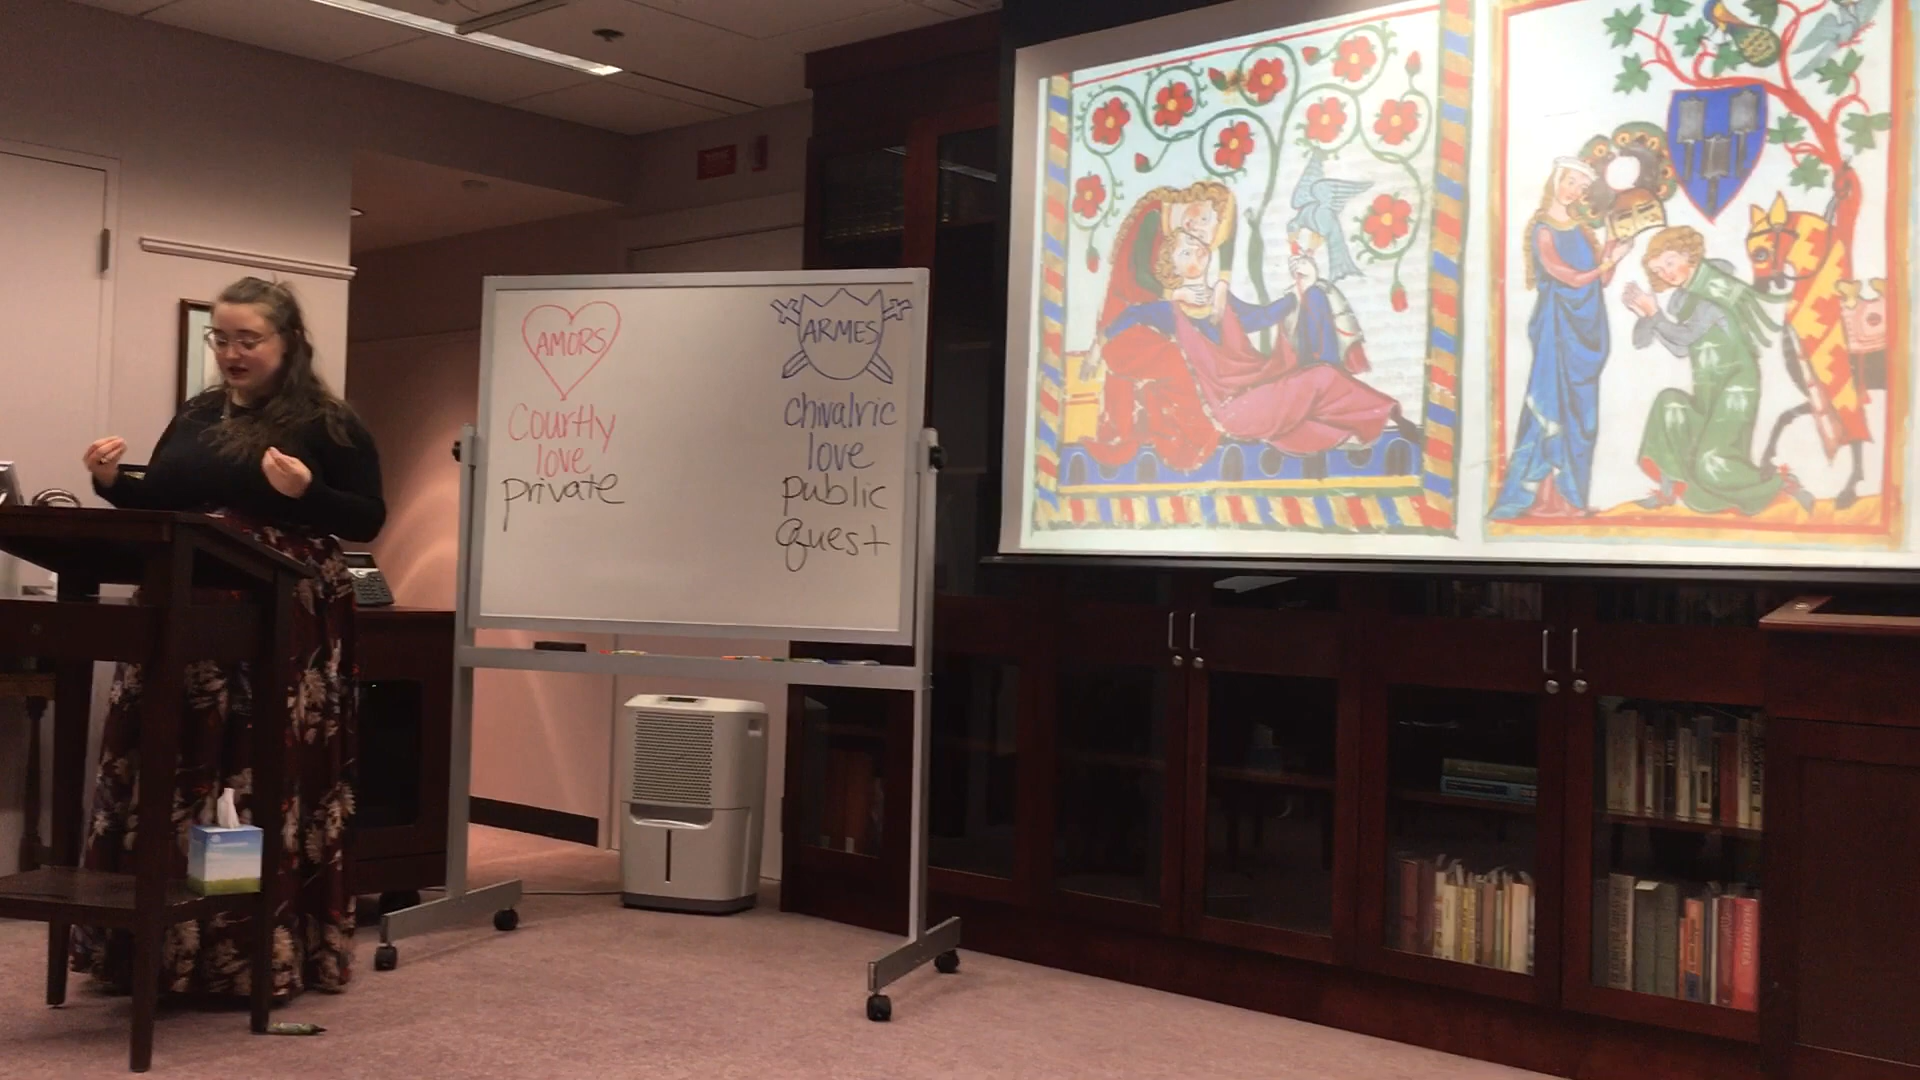 AMORS
Courtly
love
private
ARMES
chivalric
love
public
quest